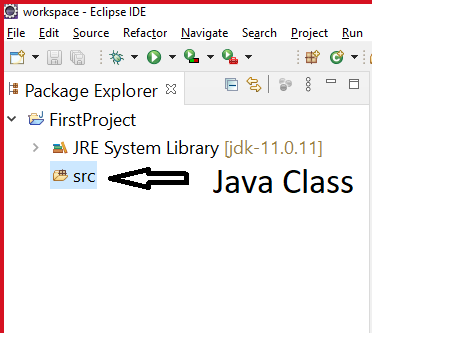 workspace - Eclipse IDE
File Edit Source Refactor Navigate Search Project Run
Package Explorer
FirstProject
JRE System Library [jdk-11.0.11]
src Java Class